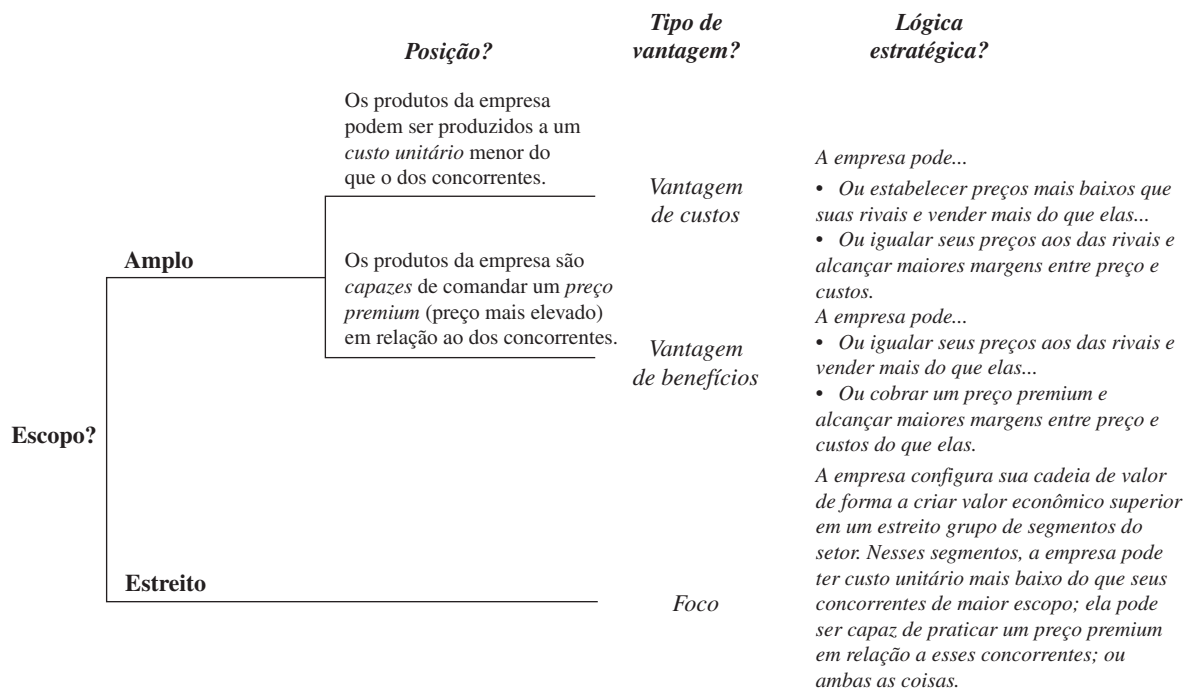 Posição?
Tipo de
vantagem?
Lógica
estratégica?
Os produtos da empresa
podem ser produzidos a um
custo unitário menor do
que o dos concorrentes.
Vantagem
de custos
A empresa pode...
• Ou estabelecer preços mais baixos que
suas rivais e vender mais do que elas...
• Ou igualar seus preços aos das rivais e
alcançar maiores margens entre preço e
custos.
Amplo
Os produtos da empresa são
capazes de comandar um preço
premium (preço mais elevado)
em relação ao dos concorrentes.
Vantagem
de benefícios
A empresa pode...
• Ou igualar seus preços aos das rivais e
vender mais do que elas...
• Ou cobrar um preço premium e
alcançar maiores margens entre preço e
custos do que elas.
Escopo?
Estreito
Foco
A empresa configura sua cadeia de valor
de forma a criar valor econômico superior
em um estreito grupo de segmentos do
setor. Nesses segmentos, a empresa pode
ter custo unitário mais baixo do que seus
concorrentes de maior escopo; ela pode
ser capaz de praticar um preço premium
em relação a esses concorrentes; ou
ambas as coisas.